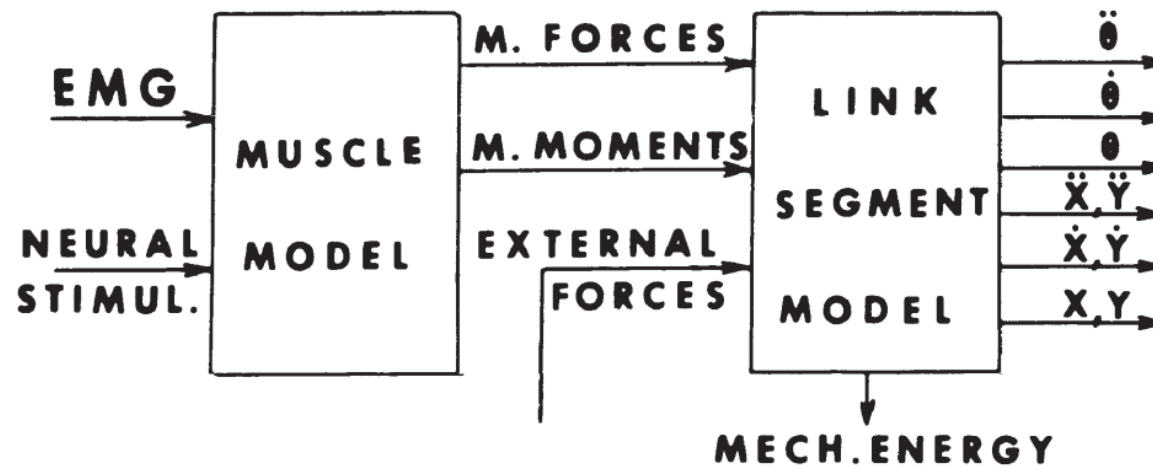 EMG
NEURAL
STIMUL.
MUSCLE
MODEL
M. FORCES
M. MOMENTS
EXTERNAL
FORCES
LINK
SEGMENT
MODEL
θ̈
θ̇
θ
Ẍ,Ÿ
Ẋ,Ẏ
X,Y
MECH. ENERGY